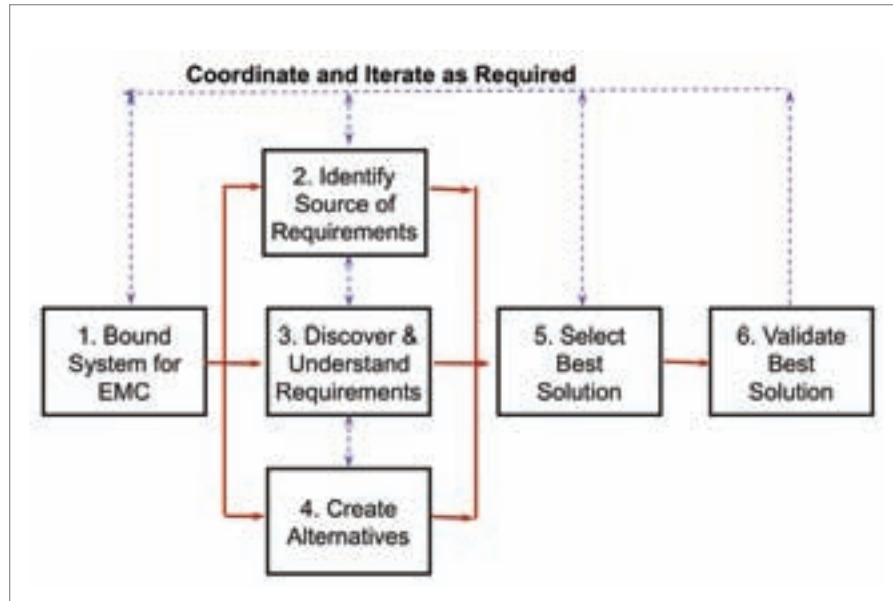 Coordinate and Iterate as Required
2. Identify
Source of
Requirements
1. Bound
System for
EMC
3. Discover &
Understand
Requirements
4. Create
Alternatives
5. Select
Best
Solution
6. Validate
Best
Solution